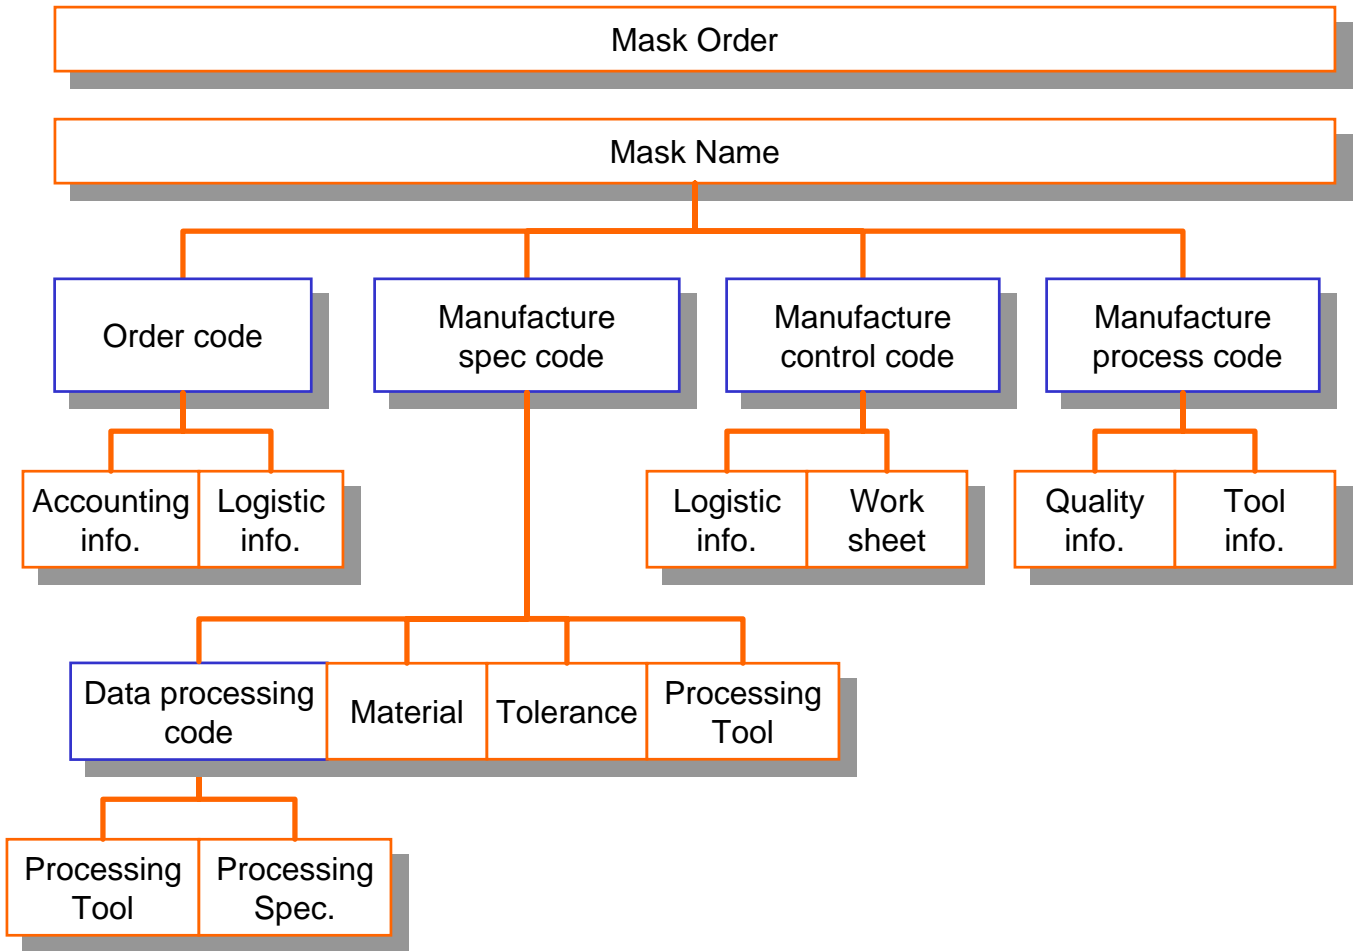 Mask Order
Mask Name
Order code
Manufacture
spec code
Manufacture
control code
Manufacture
process code
Accounting
info.
Logistic
info.
Logistic
info.
Work
sheet
Quality
info.
Tool
info.
Data processing
code
Material
Tolerance
Processing
Tool
Processing
Tool
Processing
Spec.